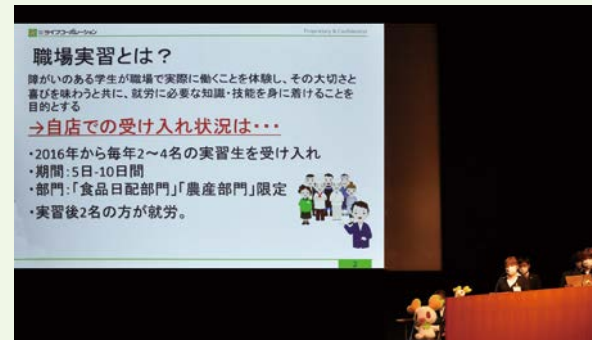 ライフコーポレーション
Proprietary & Confidential
職場実習とは？
障がいのある学生が職場で実際に働くことを体験し、その大切さと
喜びを味わうと共に、就労に必要な知識・技能を身に着けることを
目的とする
→自店での受け入れ状況は・・・
・2016年から毎年2～4名の実習生を受け入れ
・期間：5日-10日間
・部門：「食品日配部門」「農産部門」限定
・実習後2名の方が就労。
2